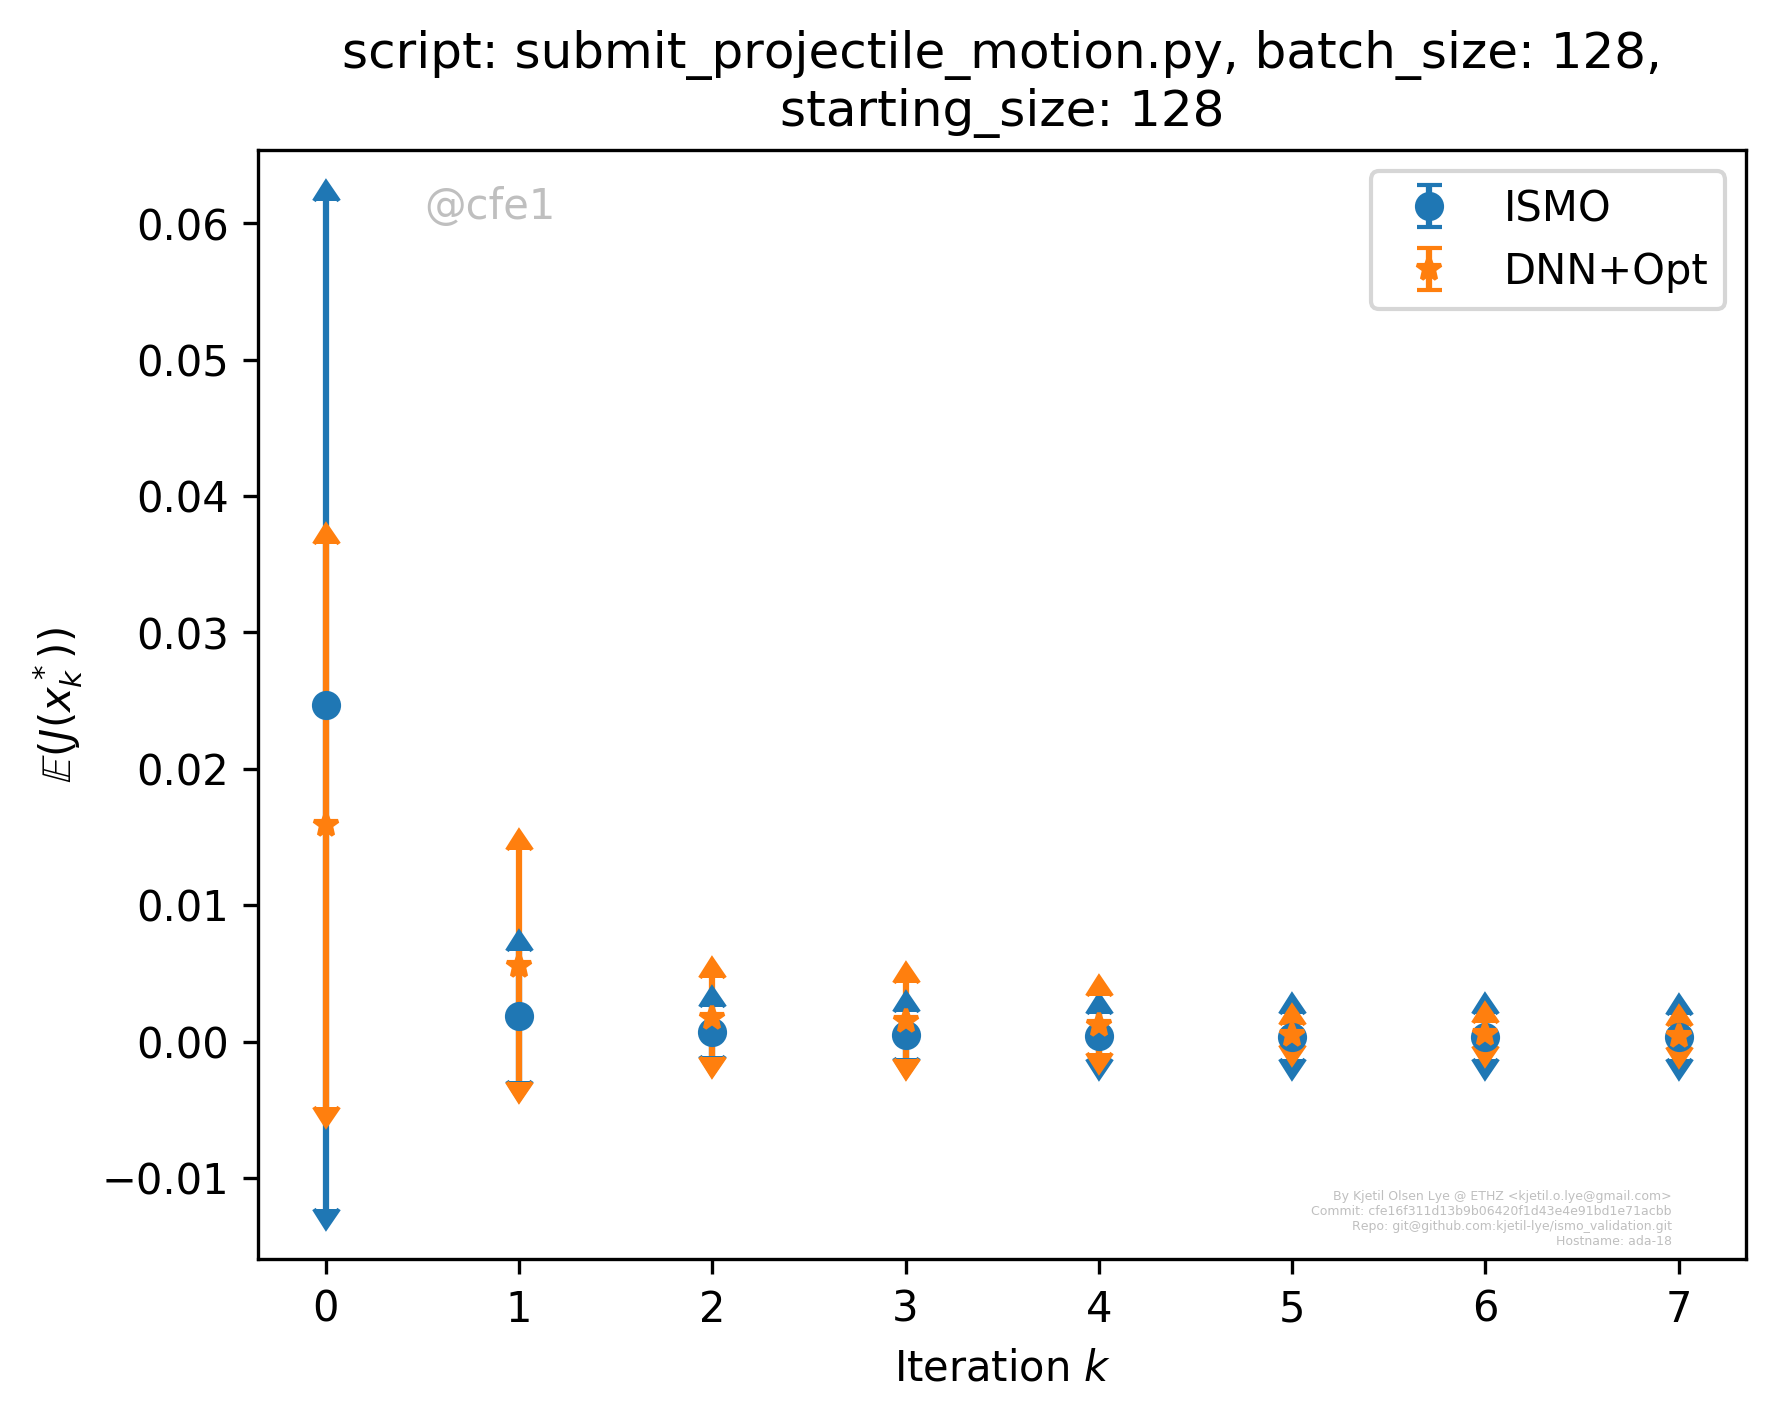 script: submit_projectile_motion.py, batch_size: 128,
starting_size: 128
@cfe1
ISMO
DNN+Opt
0.06
0.05
0.04
0.03
0.02
0.01
0.00
−0.01
𝔼(J(x*k))
By Kjetil Olsen Lye @ ETHZ <kjetil.o.lye@gmail.com>
Commit: cfe16f311d13b9b06420f1d43e4e91bd1e71acbb
Repo: git@github.com:kjetil-lye/ismo_validation.git
Hostname: ada-18
0 1 2 3 4 5 6 7
Iteration k